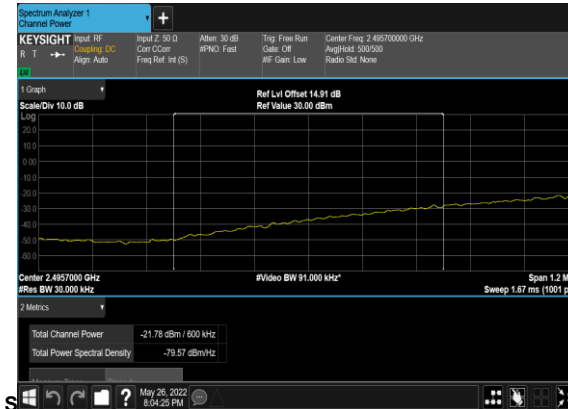 Spectrum Analyzer 1
Channel Power
+
KEYSIGHT
R T
Input: RF
Coupling: DC
Align: Auto
Input Z: 50 Ω
Corr CCorr
Freq Ref: Int (S)
Atten: 30 dB
#PNO: Fast
Trig: Free Run
Gate: Off
#IF Gain: Low
Center Freq: 2.495700000 GHz
Avg|Hold: 500/500
Radio Std: None
1 Graph
Scale/Div 10.0 dB
Ref Lvl Offset 14.91 dB
Ref Value 30.00 dBm
Log
20.0
10.0
0.00
-10.0
-20.0
-30.0
-40.0
-50.0
-60.0
Center 2.4957000 GHz
#Res BW 30.000 kHz
#Video BW 91.000 kHz*
Span 1.2 M
Sweep 1.67 ms (1001 p
2 Metrics
Total Channel Power -21.78 dBm / 600 kHz
Total Power Spectral Density -79.57 dBm/Hz
s
?
May 26, 2022
8:04:25 PM